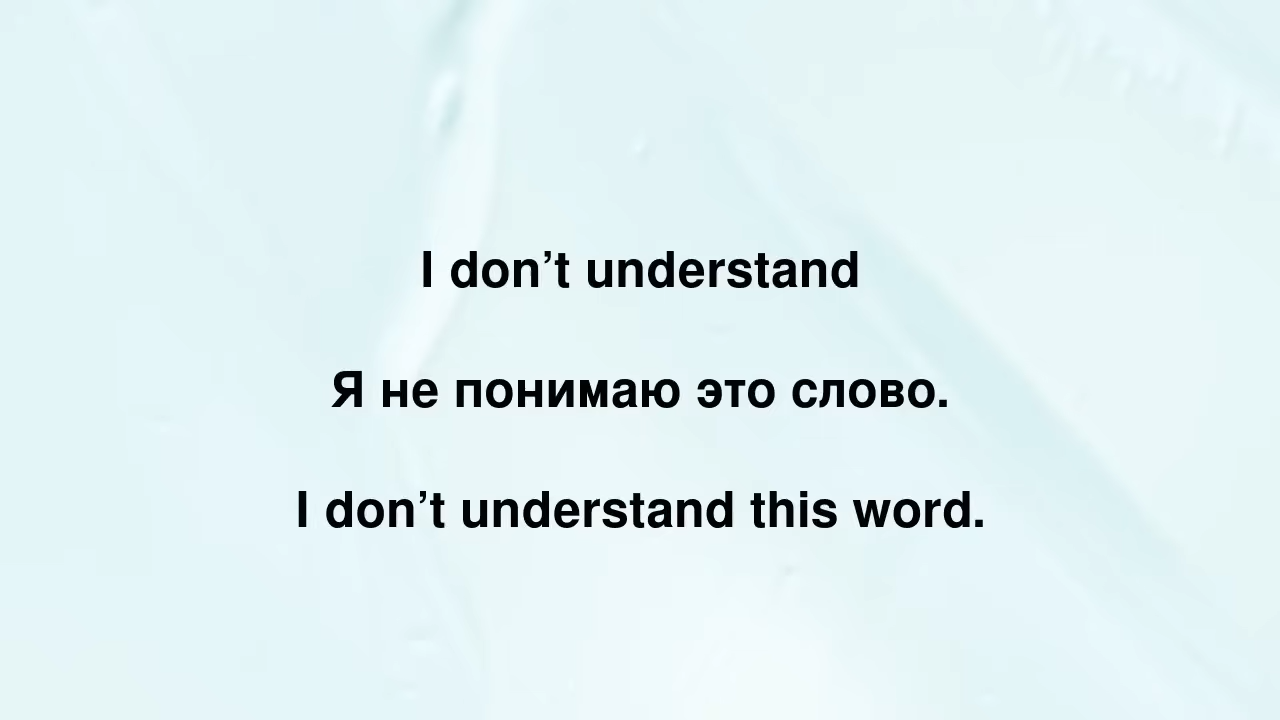 I don’t understand
Я не понимаю это слово.
I don’t understand this word.